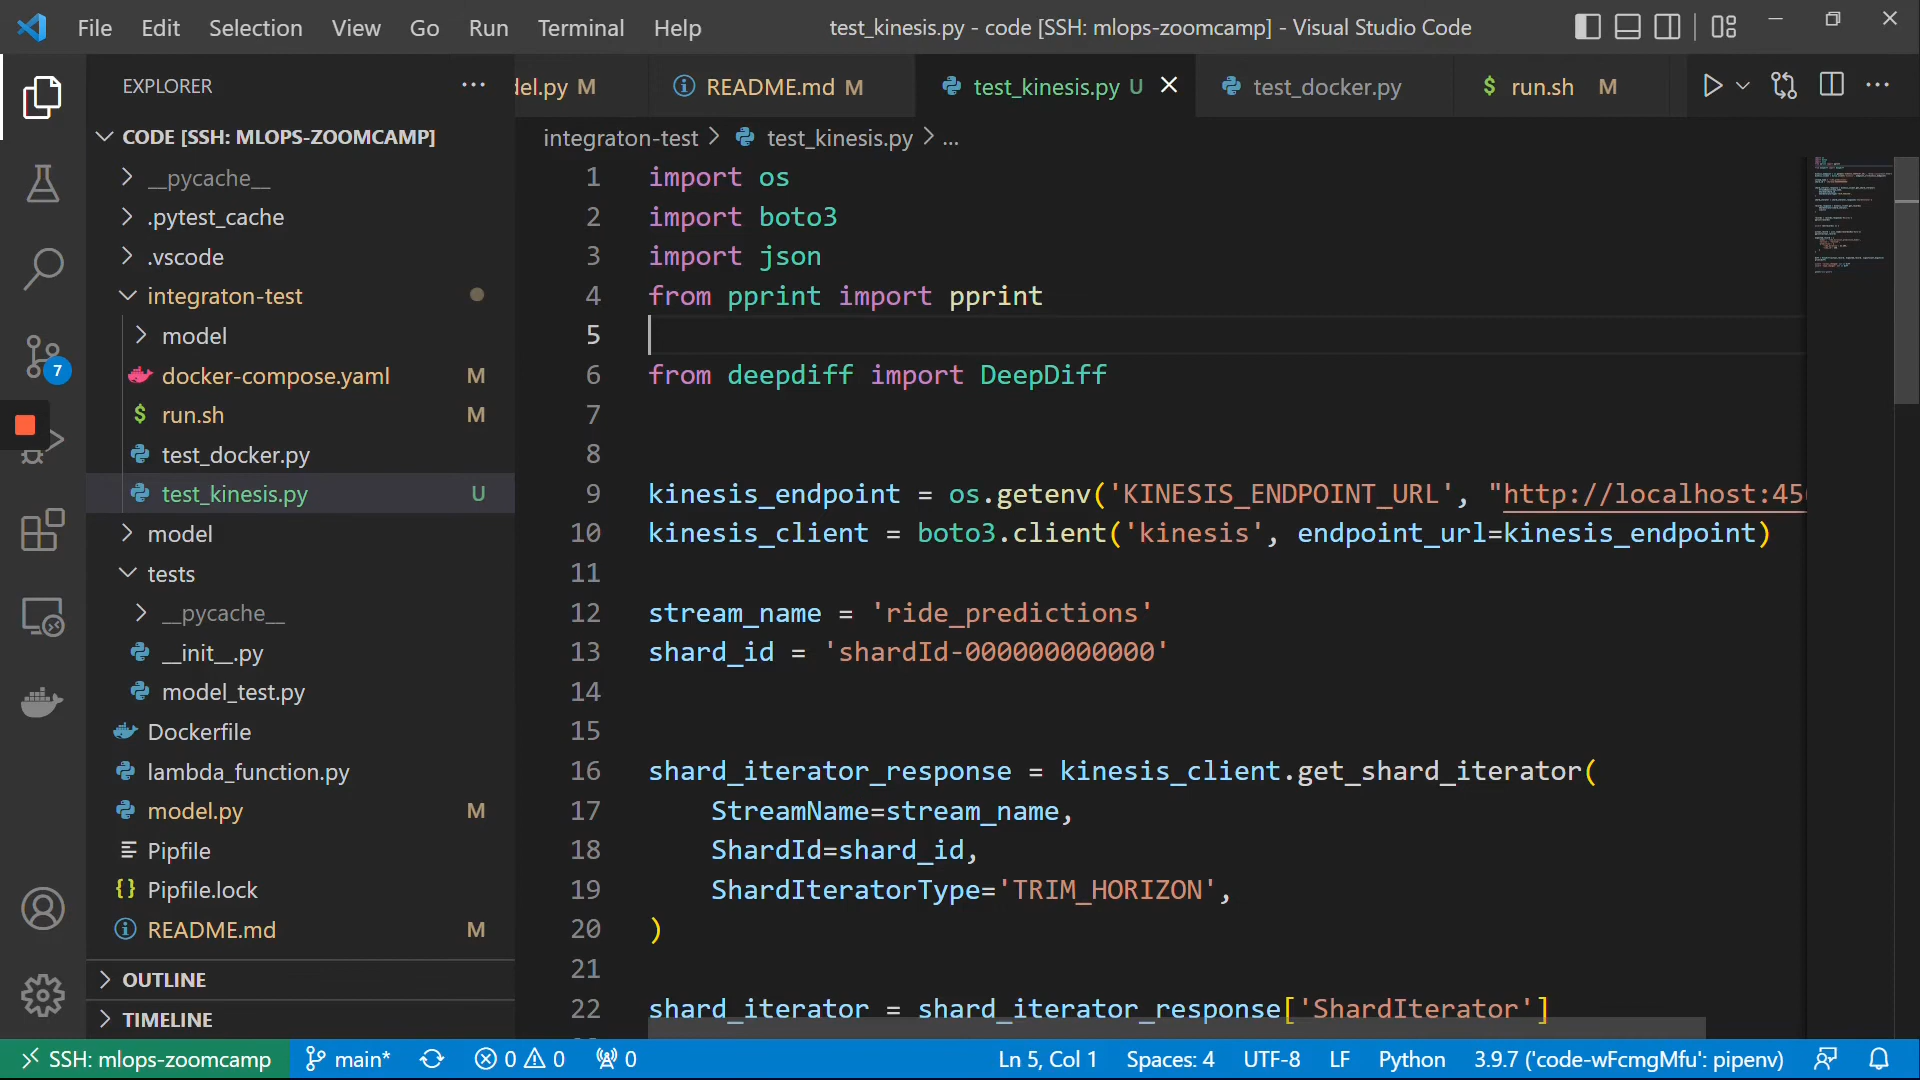 File Edit Selection View Go Run Terminal Help
test_kinesis.py - code [SSH: mlops-zoomcamp] - Visual Studio Code
EXPLORER
del.py M
README.md M
test_kinesis.py U
test_docker.py
$ run.sh M
CODE [SSH: MLOPS-ZOOMCAMP]
__pycache__
.pytest_cache
.vscode
integraton-test
model
docker-compose.yaml M
$ run.sh M
test_docker.py
test_kinesis.py U
model
tests
__pycache__
__init__.py
model_test.py
Dockerfile
lambda_function.py
model.py M
Pipfile
{} Pipfile.lock
README.md M
OUTLINE
TIMELINE
7
integraton-test > test_kinesis.py > ...
1 import os
2 import boto3
3 import json
4 from pprint import pprint
5
6 from deepdiff import DeepDiff
7
8
9 kinesis_endpoint = os.getenv('KINESIS_ENDPOINT_URL', "http://localhost:45
10 kinesis_client = boto3.client('kinesis', endpoint_url=kinesis_endpoint)
11
12 stream_name = 'ride_predictions'
13 shard_id = 'shardId-000000000000'
14
15
16 shard_iterator_response = kinesis_client.get_shard_iterator(
17 StreamName=stream_name,
18 ShardId=shard_id,
19 ShardIteratorType='TRIM_HORIZON',
20 )
21
22 shard_iterator = shard_iterator_response['ShardIterator']
SSH: mlops-zoomcamp main* 0 0 0 Ln 5, Col 1 Spaces: 4 UTF-8 LF Python 3.9.7 ('code-wFcmgMfu': pipenv)